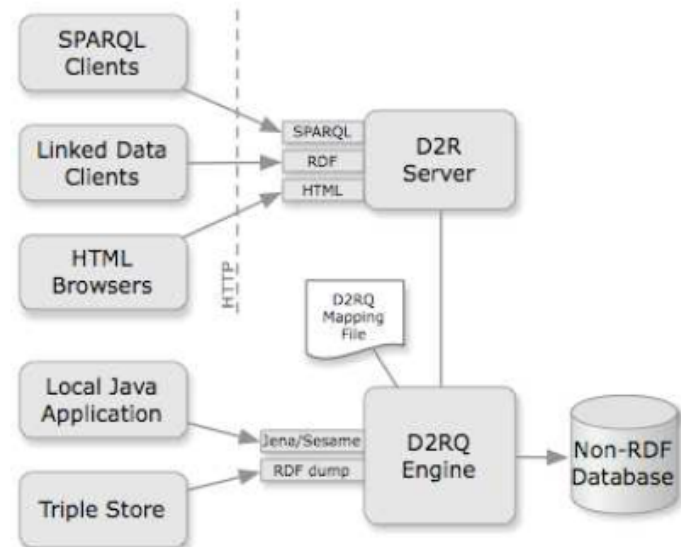 SPARQL
Clients
Linked Data
Clients
HTML
Browsers
HTTP
SPARQL
RDF
HTML
D2R
Server
D2RQ
Mapping
File
Local Java
Application
Triple Store
Jena/Sesame
RDF dump
D2RQ
Engine
Non-RDF
Database